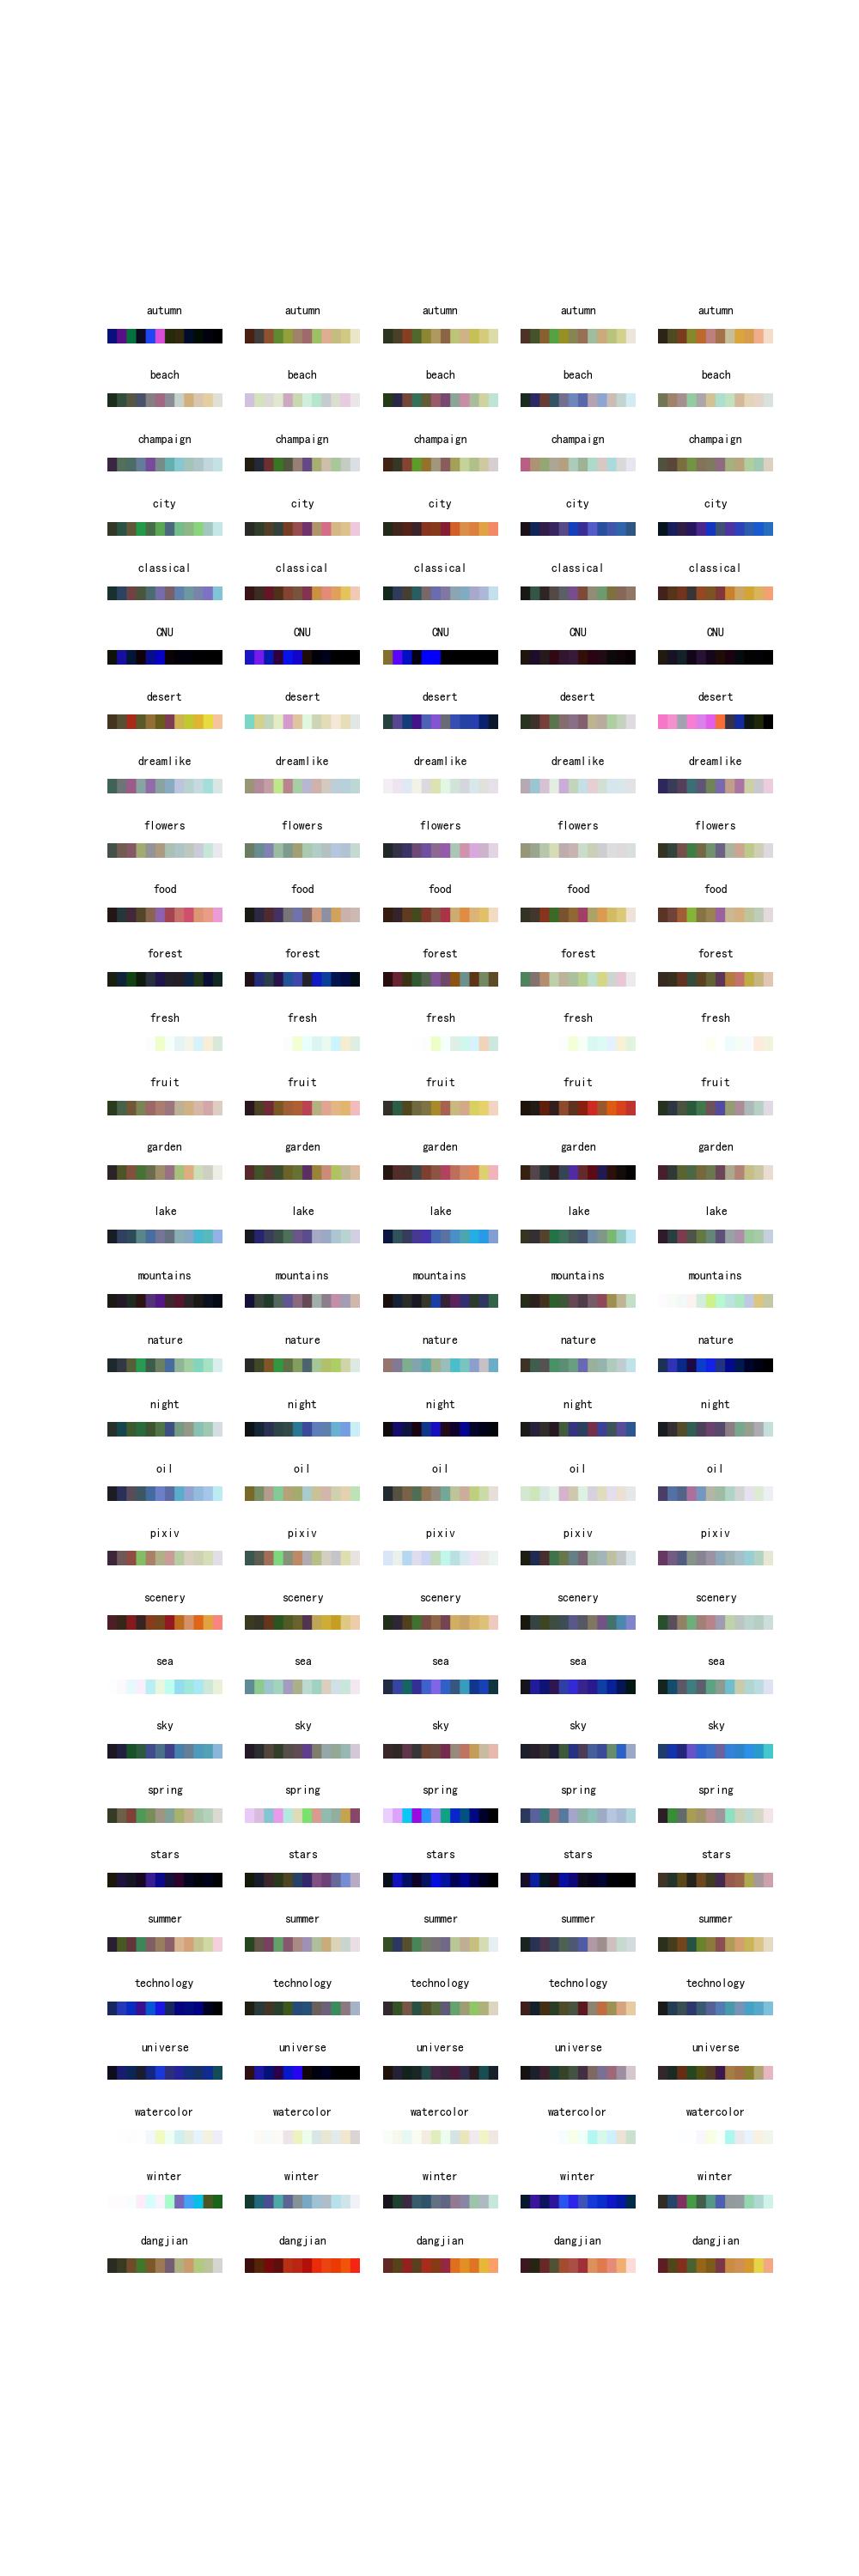 autumn autumn autumn autumn autumn
beach beach beach beach beach
champaign champaign champaign champaign champaign
city city city city city
classical classical classical classical classical
CNU CNU CNU CNU CNU
desert desert desert desert desert
dreamlike dreamlike dreamlike dreamlike dreamlike
flowers flowers flowers flowers flowers
food food food food food
forest forest forest forest forest
fresh fresh fresh fresh fresh
fruit fruit fruit fruit fruit
garden garden garden garden garden
lake lake lake lake lake
mountains mountains mountains mountains mountains
nature nature nature nature nature
night night night night night
oil oil oil oil oil
pixiv pixiv pixiv pixiv pixiv
scenery scenery scenery scenery scenery
sea sea sea sea sea
sky sky sky sky sky
spring spring spring spring spring
stars stars stars stars stars
summer summer summer summer summer
technology technology technology technology technology
universe universe universe universe universe
watercolor watercolor watercolor watercolor watercolor
winter winter winter winter winter
dangjian dangjian dangjian dangjian dangjian